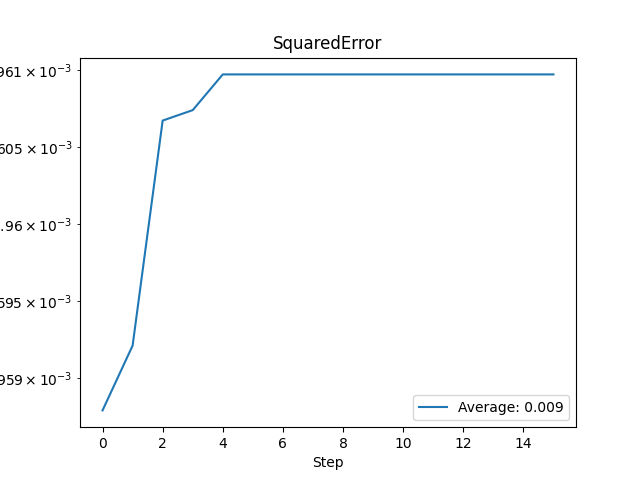 SquaredError
961 × 10⁻³
605 × 10⁻³
.96 × 10⁻³
595 × 10⁻³
959 × 10⁻³
Average: 0.009
0 2 4 6 8 10 12 14
Step